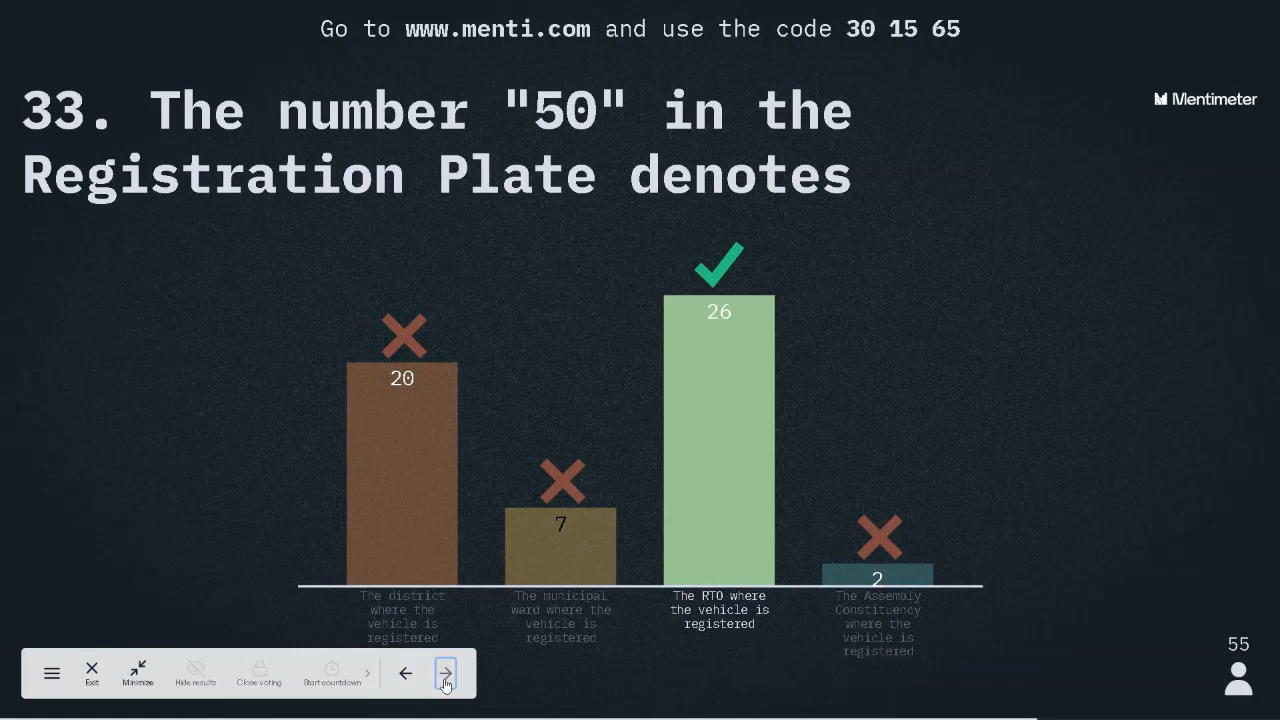 Go to www.menti.com and use the code 30 15 65
33. The number "50" in the
Registration Plate denotes
Mentimeter
20
7
26
2
The district
where the
vehicle is
registered
The municipal
ward where the
vehicle is
registered
The RTO where
the vehicle is
registered
The Assembly
Constituency
where the
vehicle is
registered
55
Exit
Minimize
Hide results
Close voting
Start countdown